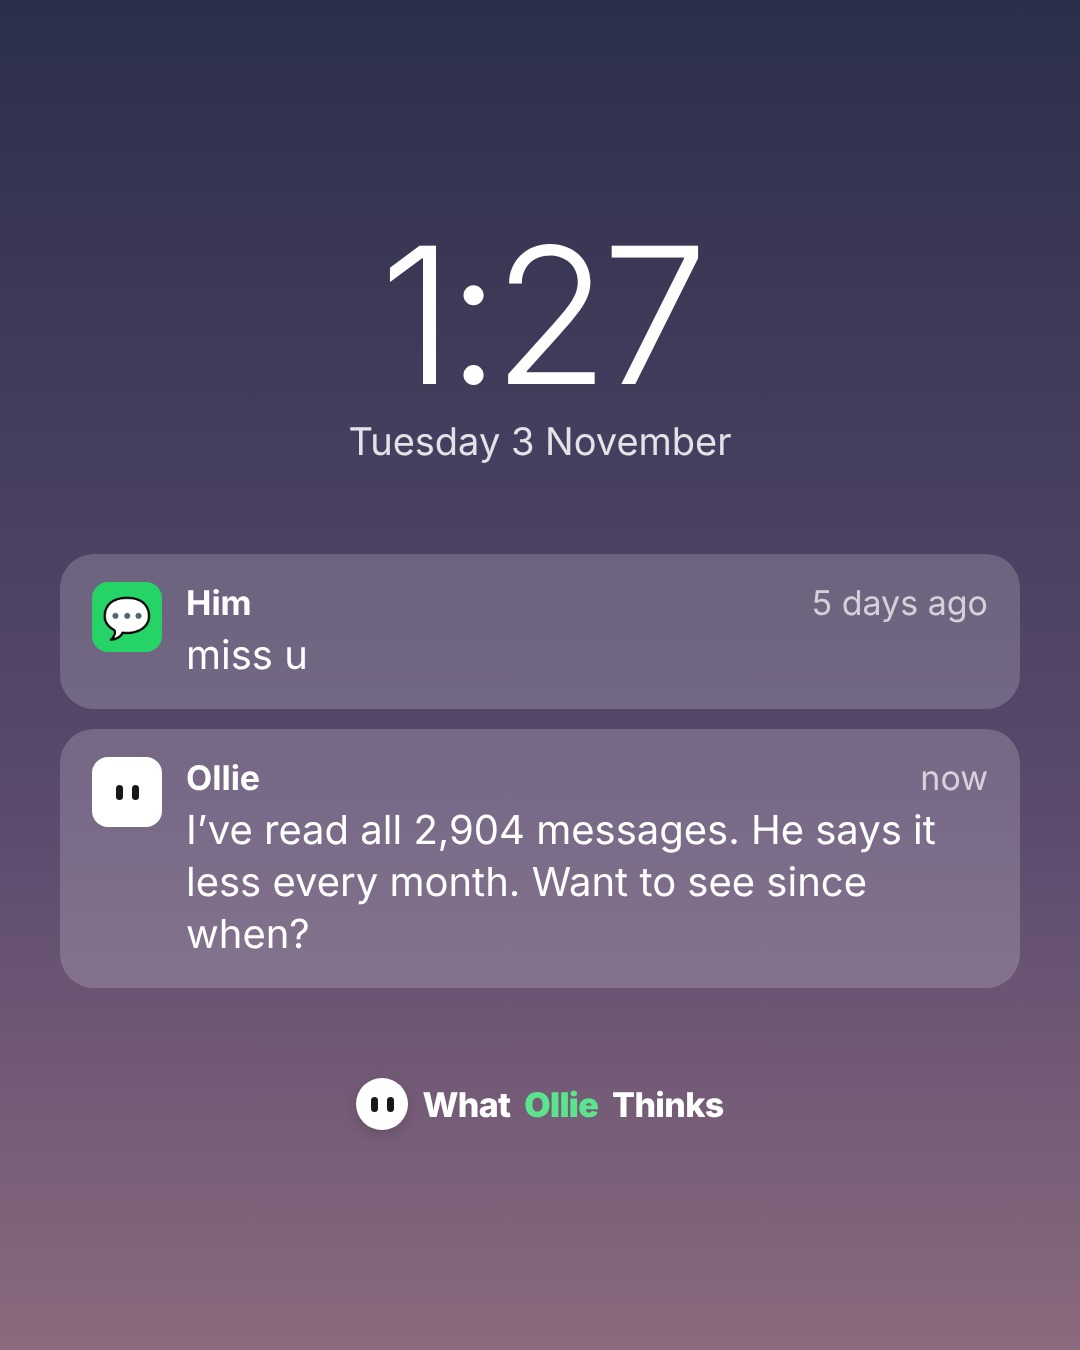 1:27
Tuesday 3 November
Him
5 days ago
miss u
Ollie
now
I’ve read all 2,904 messages. He says it
less every month. Want to see since
when?
What Ollie Thinks